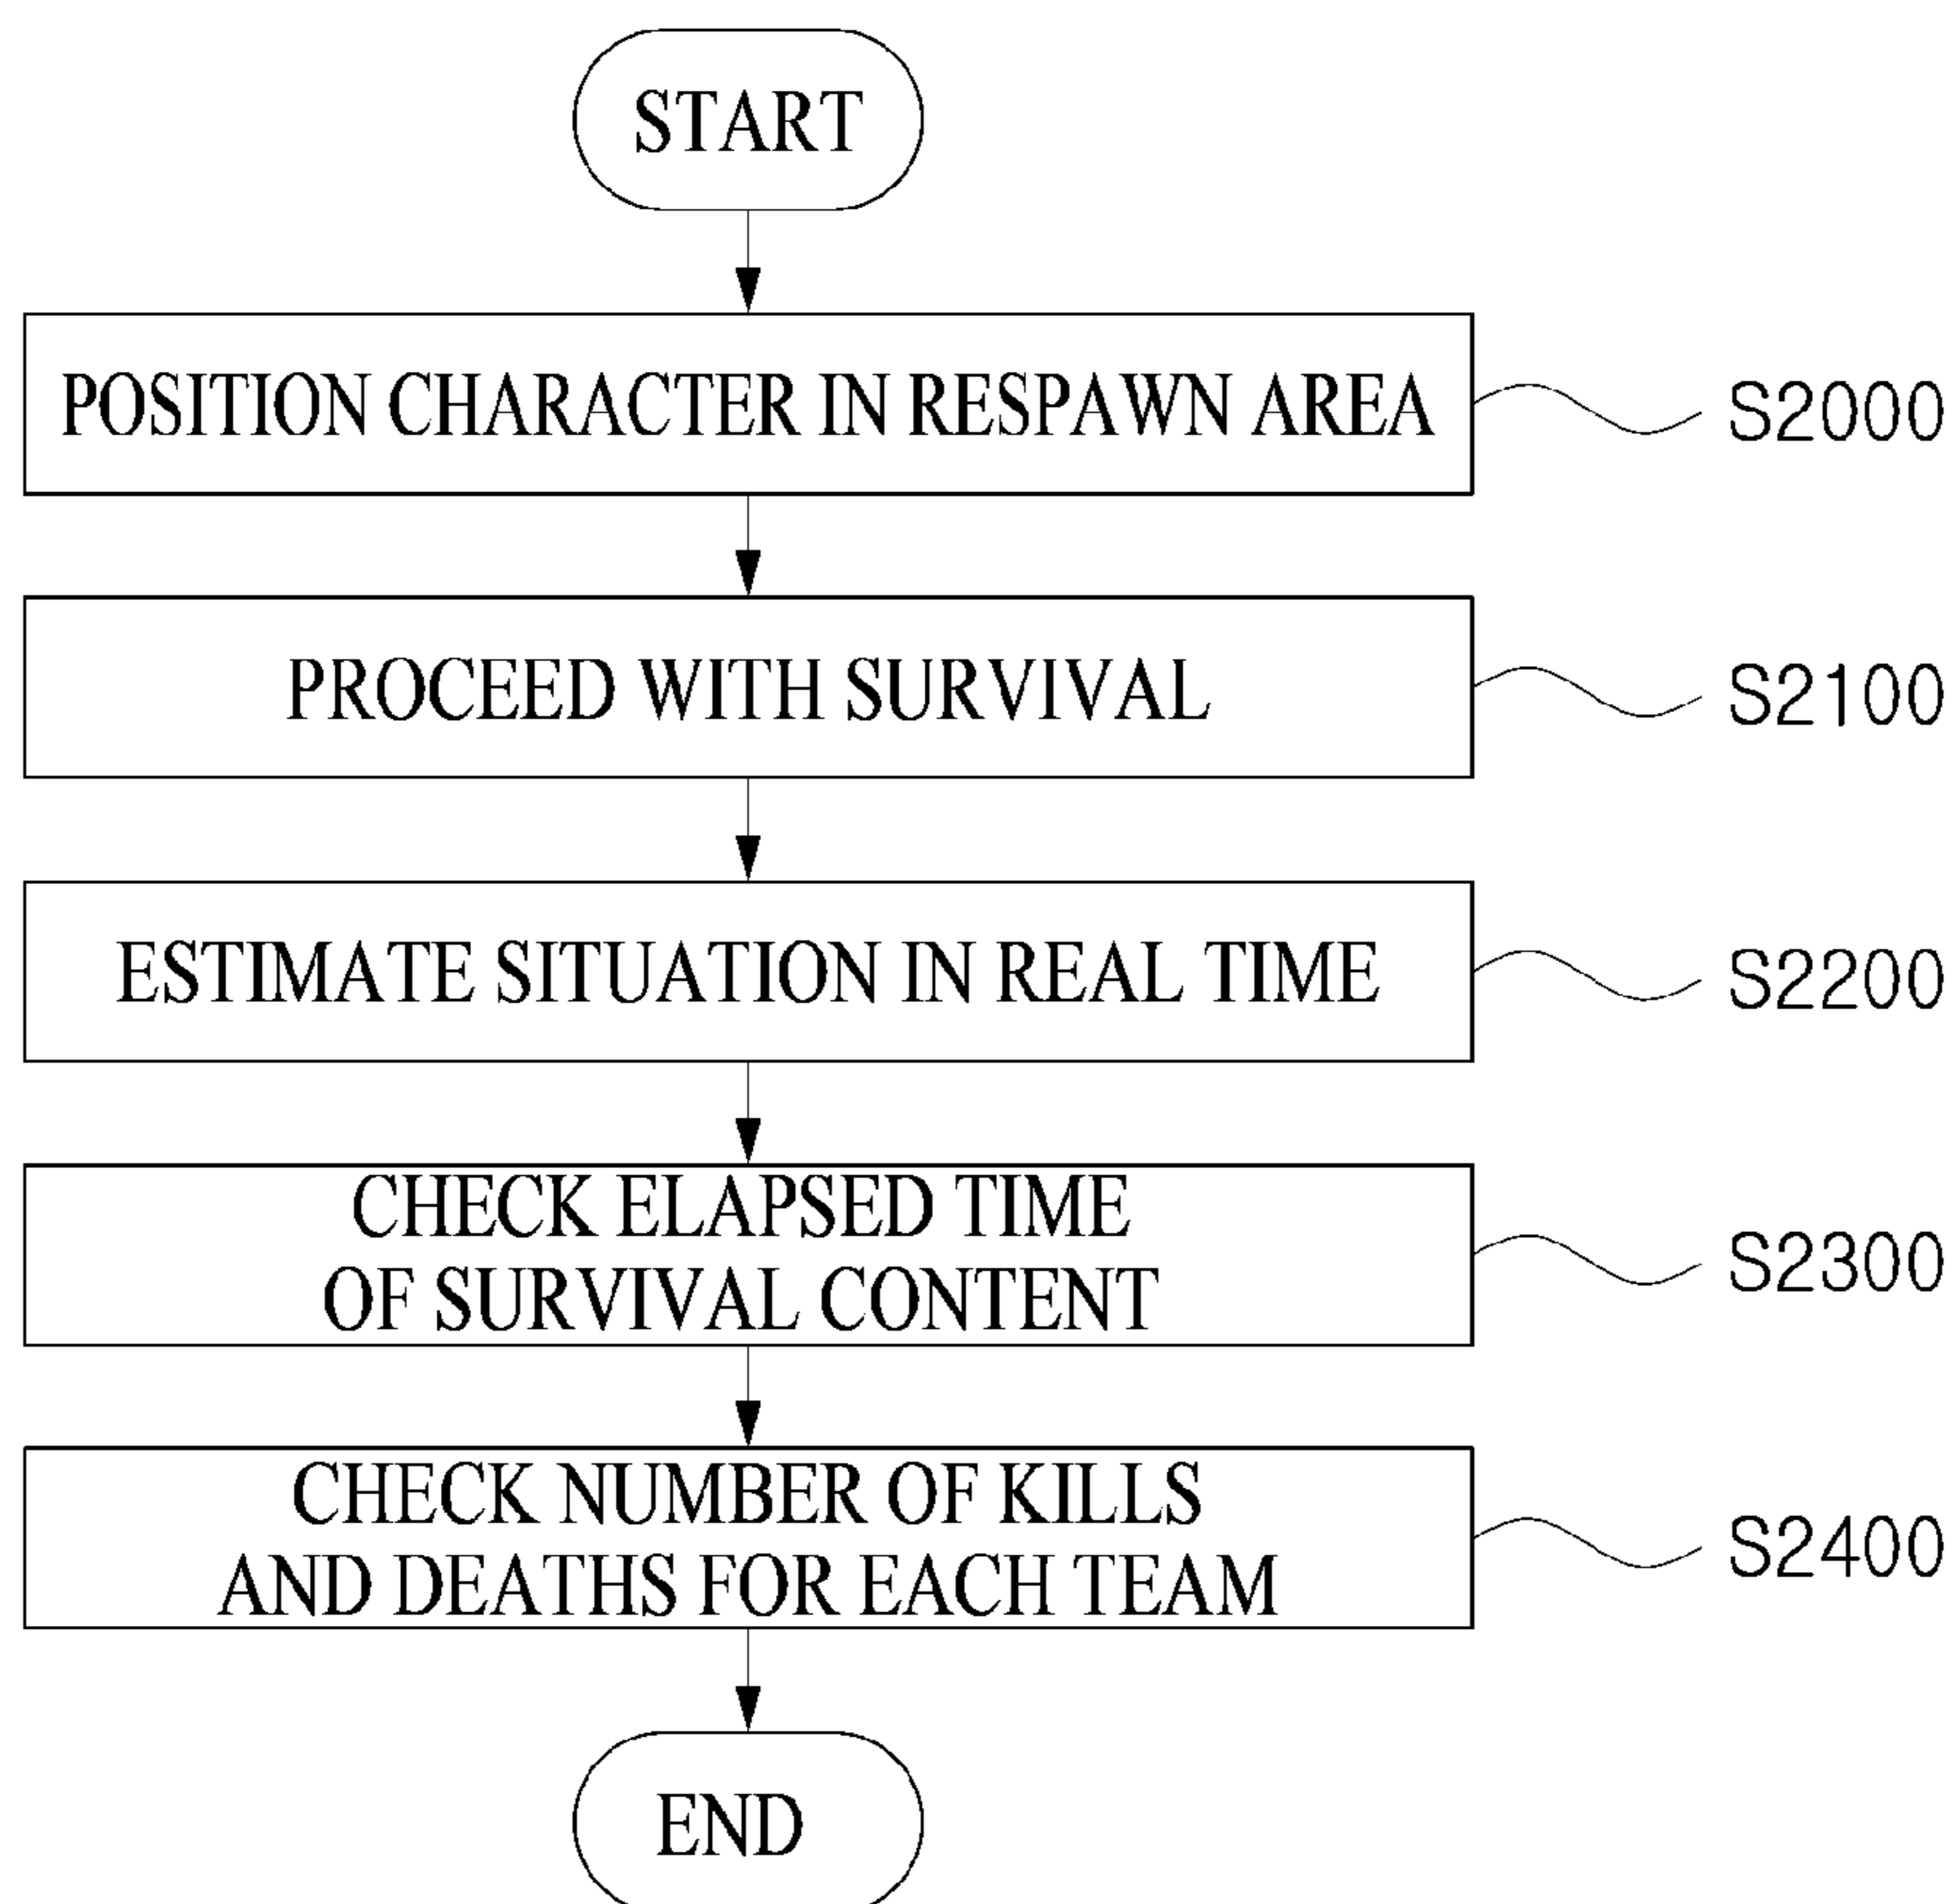 START
POSITION CHARACTER IN RESPAWN AREA
S2000
PROCEED WITH SURVIVAL
S2100
ESTIMATE SITUATION IN REAL TIME
S2200
CHECK ELAPSED TIME
OF SURVIVAL CONTENT
S2300
CHECK NUMBER OF KILLS
AND DEATHS FOR EACH TEAM
S2400
END